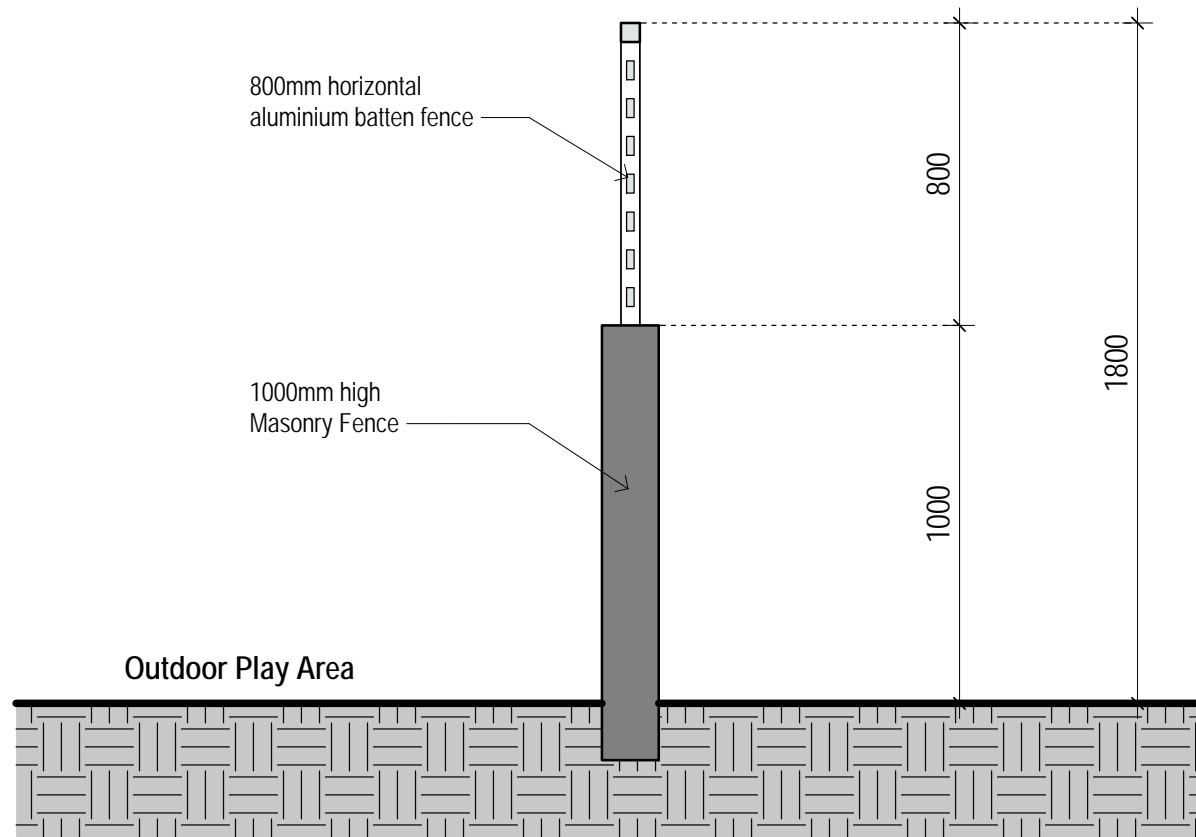 800mm horizontal
aluminium batten fence
800
1800
1000mm high
Masonry Fence
1000
Outdoor Play Area